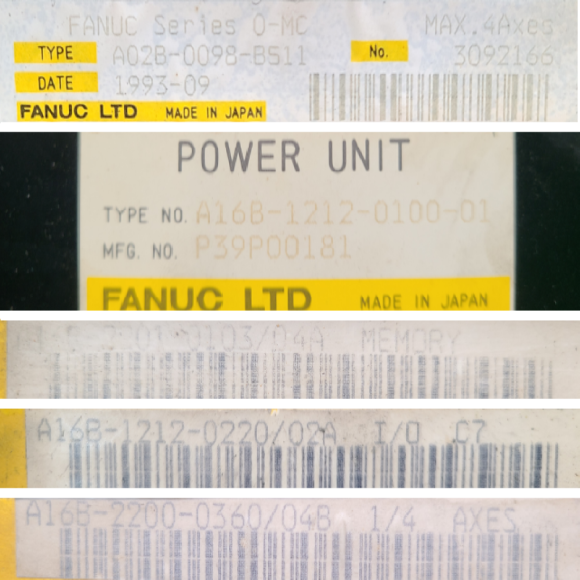 FANUC Series 0-MC MAX.4Axes
TYPE A02B-0098-B511 No. 3092166
DATE 1993-09
FANUC LTD MADE IN JAPAN
POWER UNIT
TYPE NO. A16B-1212-0100-01
MFG. NO. P39P00181
FANUC LTD MADE IN JAPAN
MEMORY
A16B-1212-0220/02A I/O C7
A16B-2200-0360/04B 1/4 AXES